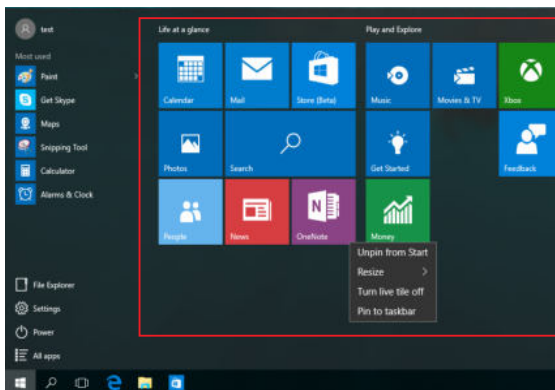 test
Most used
Paint
Get Skype
Maps
Snipping Tool
Calculator
Alarms & Clock
File Explorer
Settings
Power
All apps
Life at a glance
Calendar
Mail
Store (Beta)
Photos
Search
People
News
OneNote
Play and Explore
Music
Movies & TV
Xbox
Get Started
Feedback
Money
Unpin from Start
Resize
Turn live tile off
Pin to taskbar